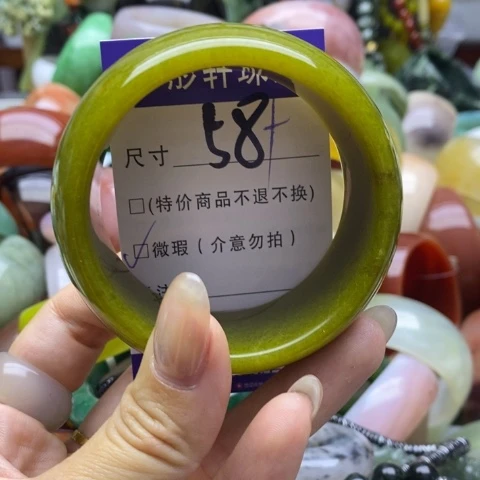 尺寸 58+
□(特价商品不退不换)
☑微瑕(介意勿拍)